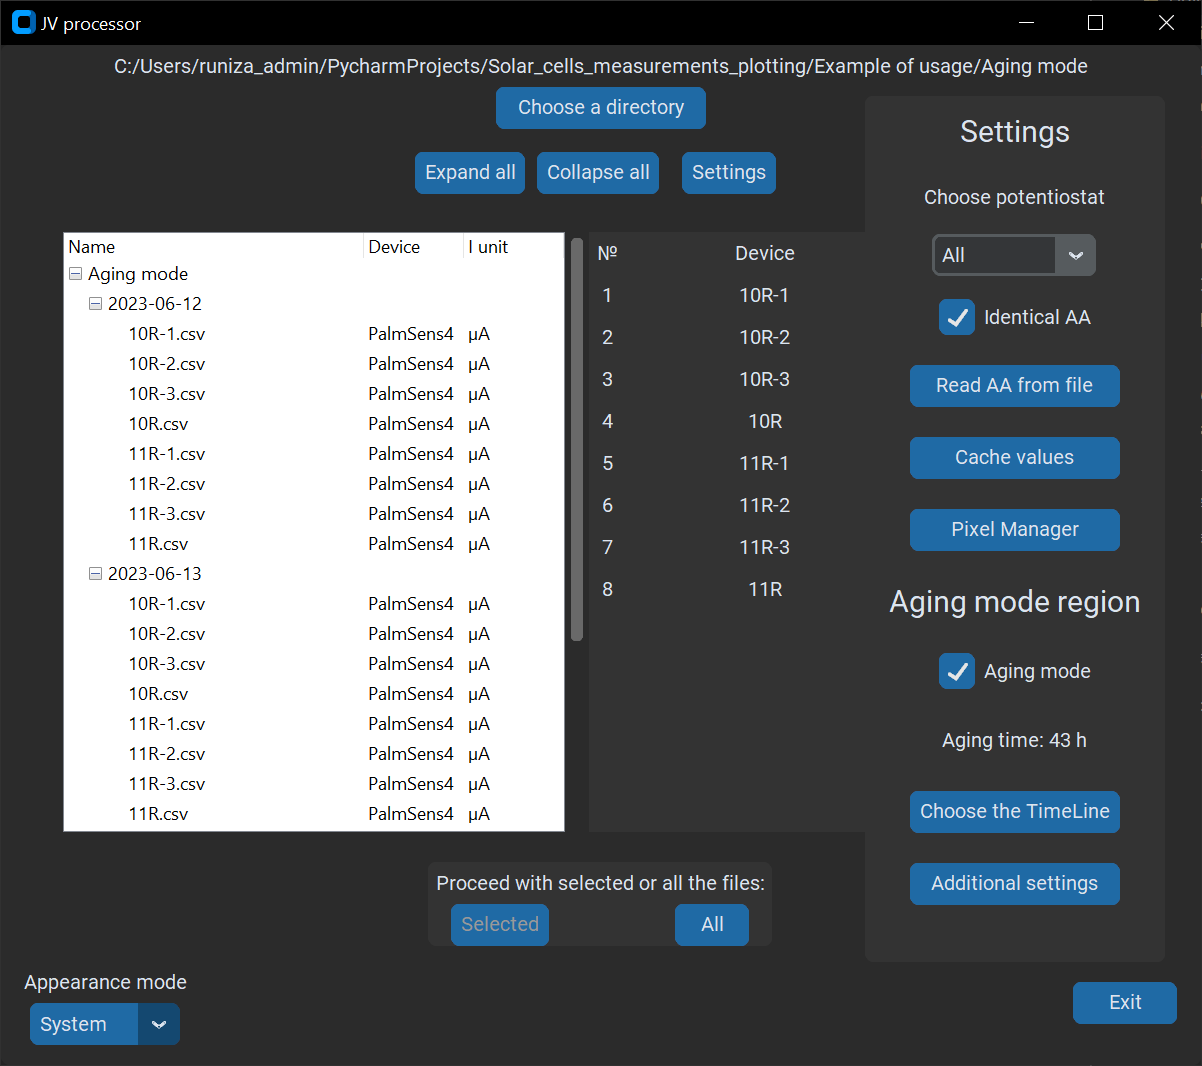 JV processor
C:/Users/runiza_admin/PycharmProjects/Solar_cells_measurements_plotting/Example of usage/Aging mode
Choose a directory
Expand all
Collapse all
Settings
Name Device I unit
Aging mode
2023-06-12
10R-1.csv PalmSens4 µA
10R-2.csv PalmSens4 µA
10R-3.csv PalmSens4 µA
10R.csv PalmSens4 µA
11R-1.csv PalmSens4 µA
11R-2.csv PalmSens4 µA
11R-3.csv PalmSens4 µA
11R.csv PalmSens4 µA
2023-06-13
10R-1.csv PalmSens4 µA
10R-2.csv PalmSens4 µA
10R-3.csv PalmSens4 µA
10R.csv PalmSens4 µA
11R-1.csv PalmSens4 µA
11R-2.csv PalmSens4 µA
11R-3.csv PalmSens4 µA
11R.csv PalmSens4 µA
№ Device
1 10R-1
2 10R-2
3 10R-3
4 10R
5 11R-1
6 11R-2
7 11R-3
8 11R
Settings
Choose potentiostat
All
Identical AA
Read AA from file
Cache values
Pixel Manager
Aging mode region
Aging mode
Aging time: 43 h
Choose the TimeLine
Additional settings
Proceed with selected or all the files:
Selected
All
Appearance mode
System
Exit